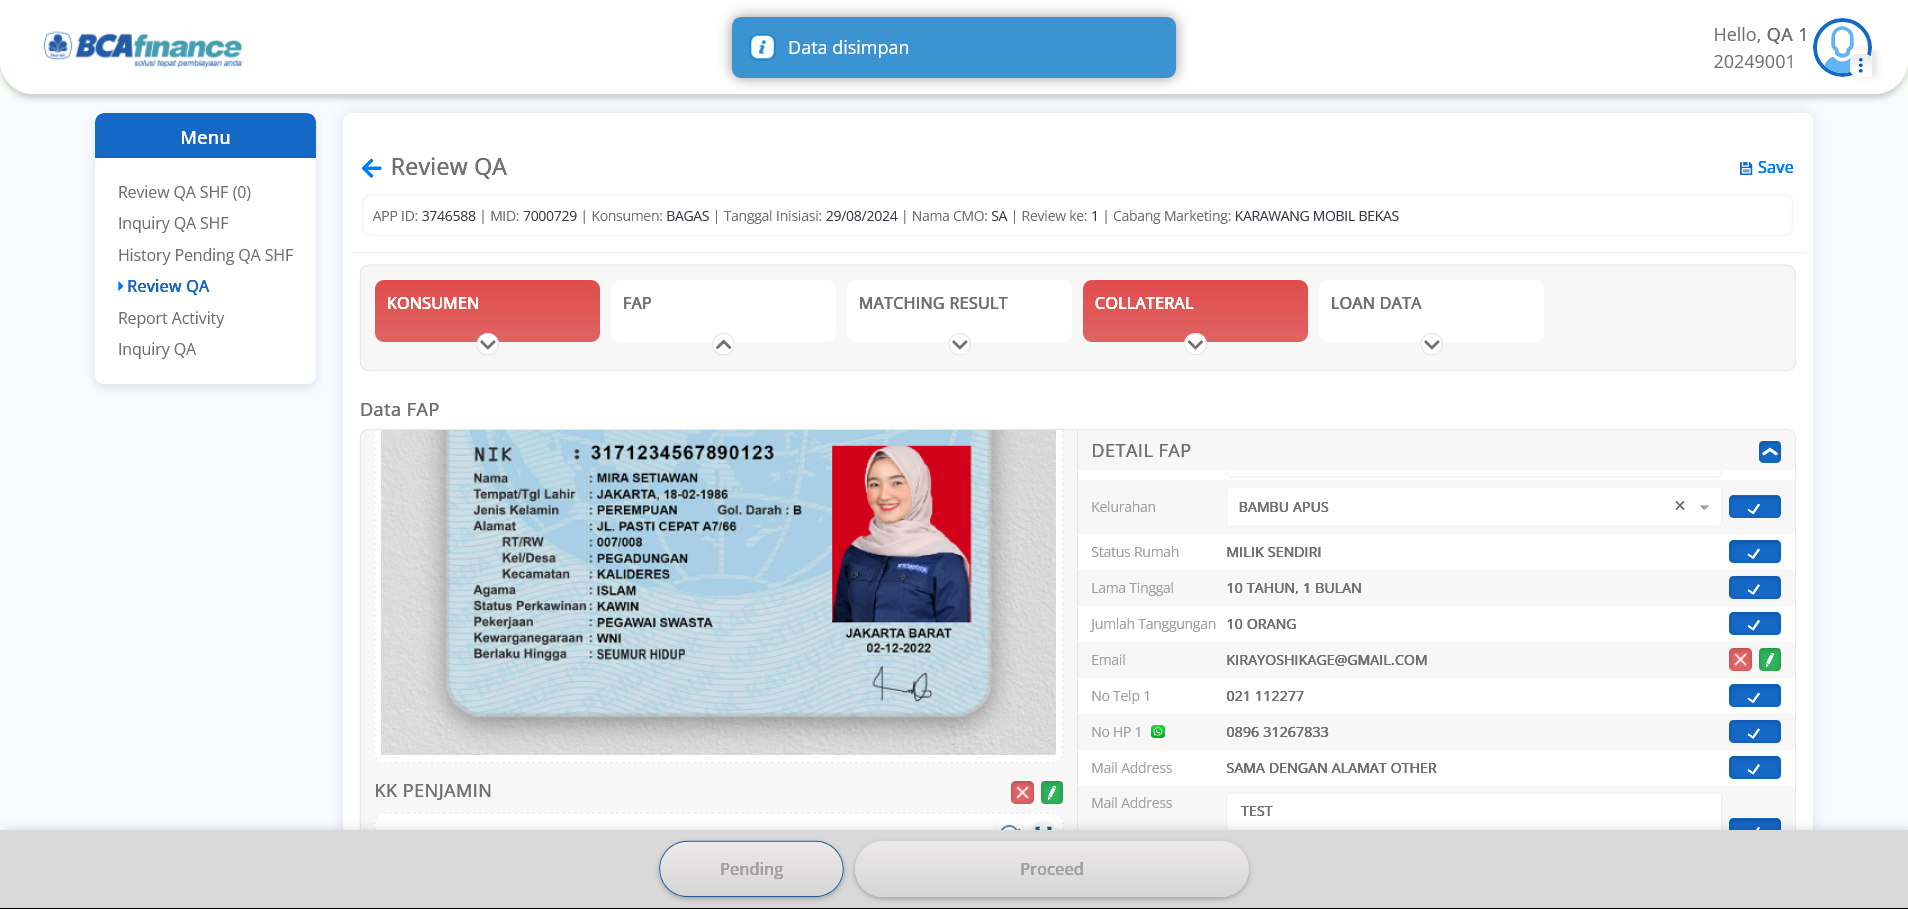 BCAfinance
solusi tepat pembiayaan anda
Data disimpan
Hello, QA 1
20249001
Menu
Review QA SHF (0)
Inquiry QA SHF
History Pending QA SHF
Review QA
Report Activity
Inquiry QA
Review QA
Save
APP ID: 3746588 | MID: 7000729 | Konsumen: BAGAS | Tanggal Inisiasi: 29/08/2024 | Nama CMO: SA | Review ke: 1 | Cabang Marketing: KARAWANG MOBIL BEKAS
KONSUMEN
FAP
MATCHING RESULT
COLLATERAL
LOAN DATA
Data FAP
NIK : 3171234567890123
Nama : MIRA SETIAWAN
Tempat/Tgl Lahir : JAKARTA, 18-02-1986
Jenis Kelamin : PEREMPUAN Gol. Darah : B
Alamat : JL. PASTI CEPAT A7/66
RT/RW : 007/008
Kel/Desa : PEGADUNGAN
Kecamatan : KALIDERES
Agama : ISLAM
Status Perkawinan : KAWIN
Pekerjaan : PEGAWAI SWASTA
Kewarganegaraan : WNI
Berlaku Hingga : SEUMUR HIDUP
JAKARTA BARAT
02-12-2022
KK PENJAMIN
DETAIL FAP
Kelurahan BAMBU APUS
Status Rumah MILIK SENDIRI
Lama Tinggal 10 TAHUN, 1 BULAN
Jumlah Tanggungan 10 ORANG
Email KIRAYOSHIKAGE@GMAIL.COM
No Telp 1 021 112277
No HP 1 0896 31267833
Mail Address SAMA DENGAN ALAMAT OTHER
Mail Address TEST
Pending
Proceed